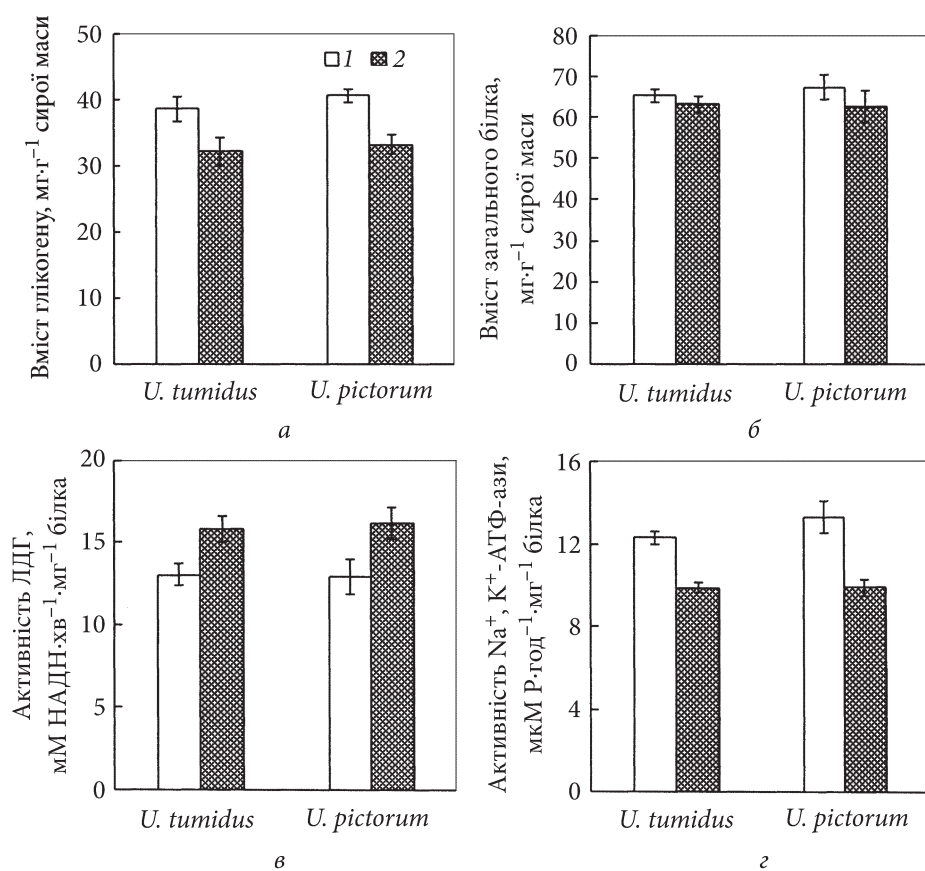 Вміст глікогену, мг·г⁻¹ сирої маси
50
40
30
20
10
0
1 2
U. tumidus U. pictorum
а
Вміст загального білка,
мг·г⁻¹ сирої маси
80
70
60
50
40
30
20
10
0
U. tumidus U. pictorum
б
Активність ЛДГ,
мМ НАДН·хв⁻¹·мг⁻¹ білка
20
15
10
5
0
U. tumidus U. pictorum
в
Активність Na⁺, K⁺-АТФ-ази,
мкМ Р·год⁻¹·мг⁻¹ білка
16
12
8
4
0
U. tumidus U. pictorum
г